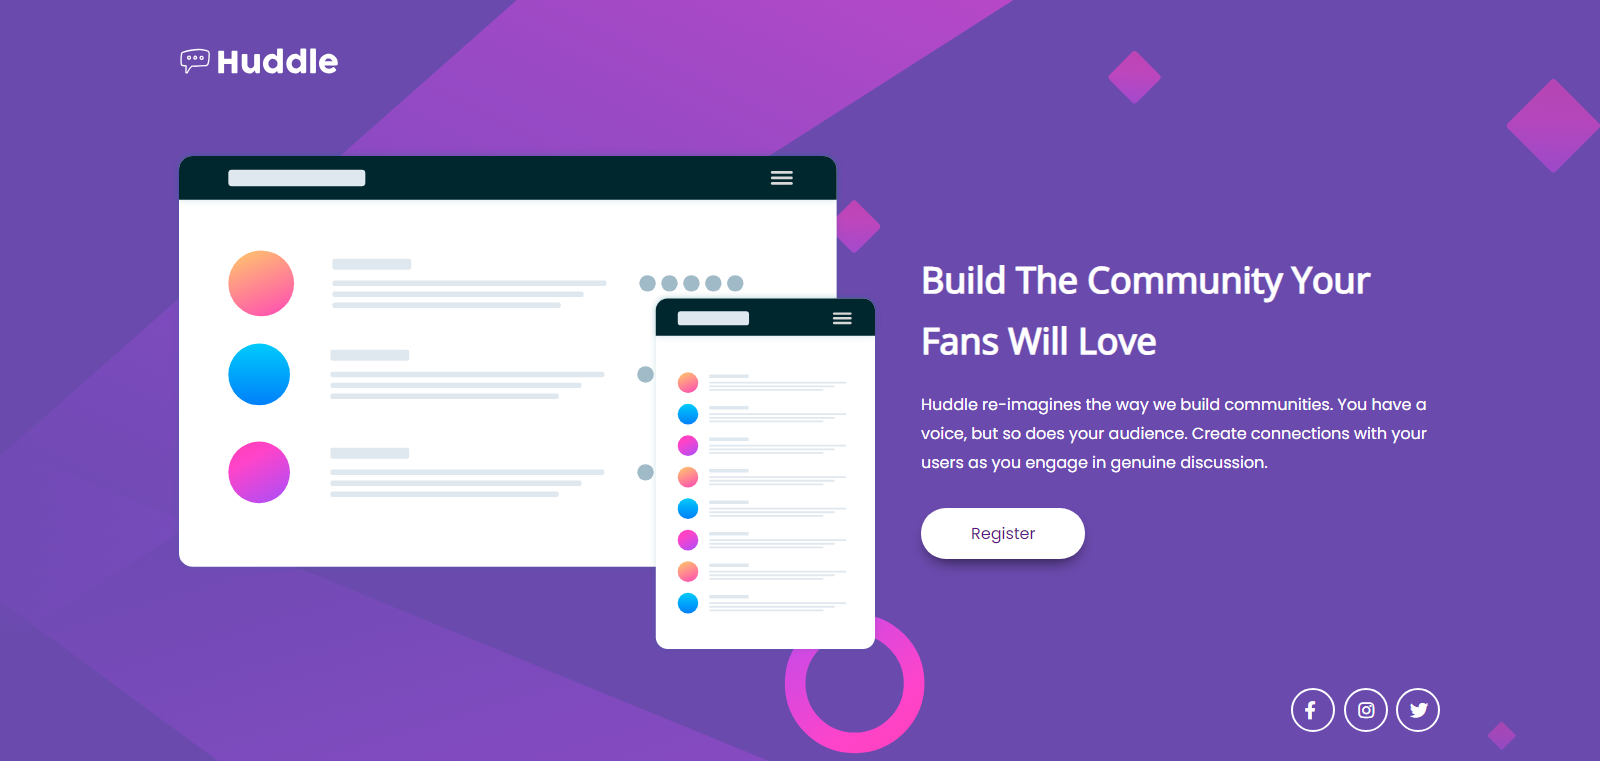 Huddle
Build The Community Your
Fans Will Love
Huddle re-imagines the way we build communities. You have a
voice, but so does your audience. Create connections with your
users as you engage in genuine discussion.
Register